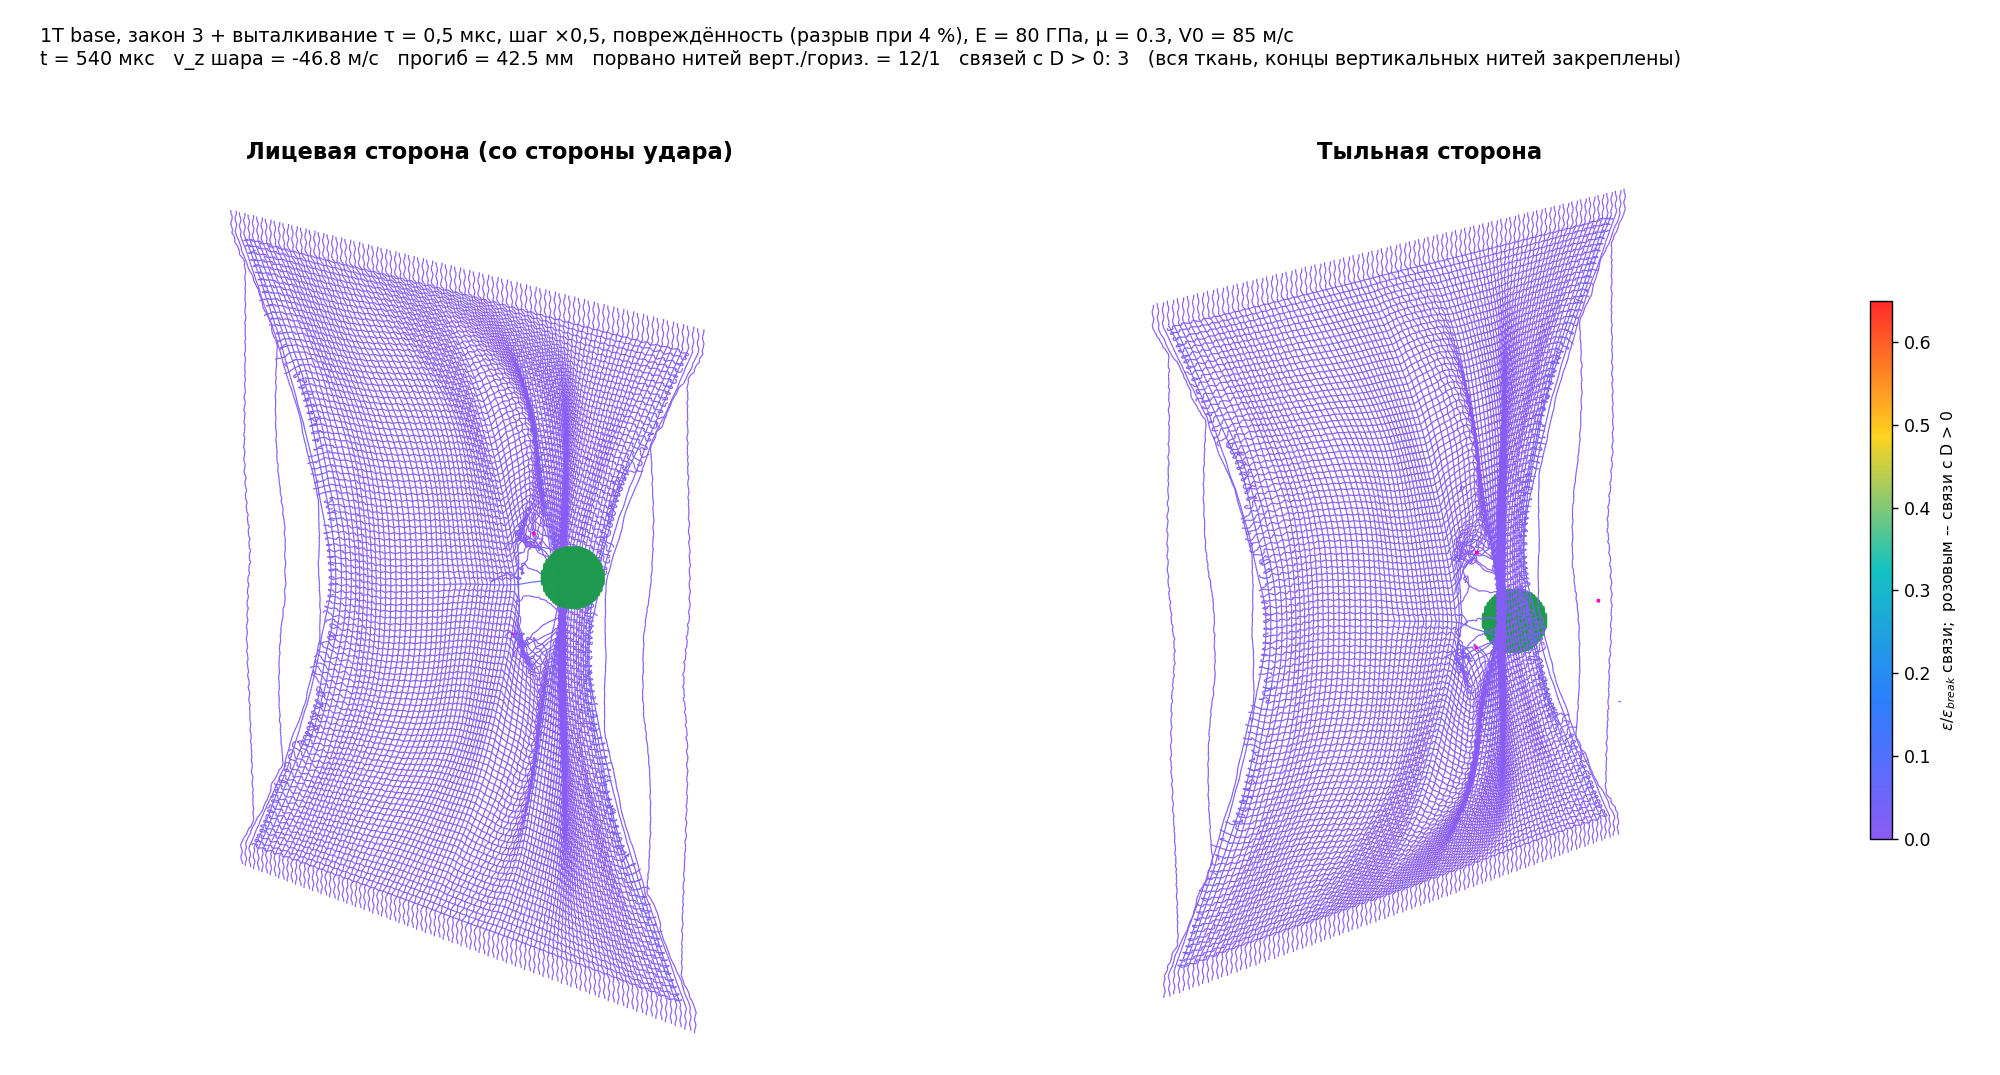 1T base, закон 3 + выталкивание τ = 0,5 мкс, шаг ×0,5, повреждённость (разрыв при 4 %), E = 80 ГПа, μ = 0.3, V0 = 85 м/с
t = 540 мкс   v_z шара = -46.8 м/с   прогиб = 42.5 мм   порвано нитей верт./гориз. = 12/1   связей с D > 0: 3   (вся ткань, концы вертикальных нитей закреплены)
Лицевая сторона (со стороны удара)
Тыльная сторона
0.6
0.5
0.4
0.3
0.2
0.1
0.0
ε/ε_break связи;  розовым -- связи с D > 0